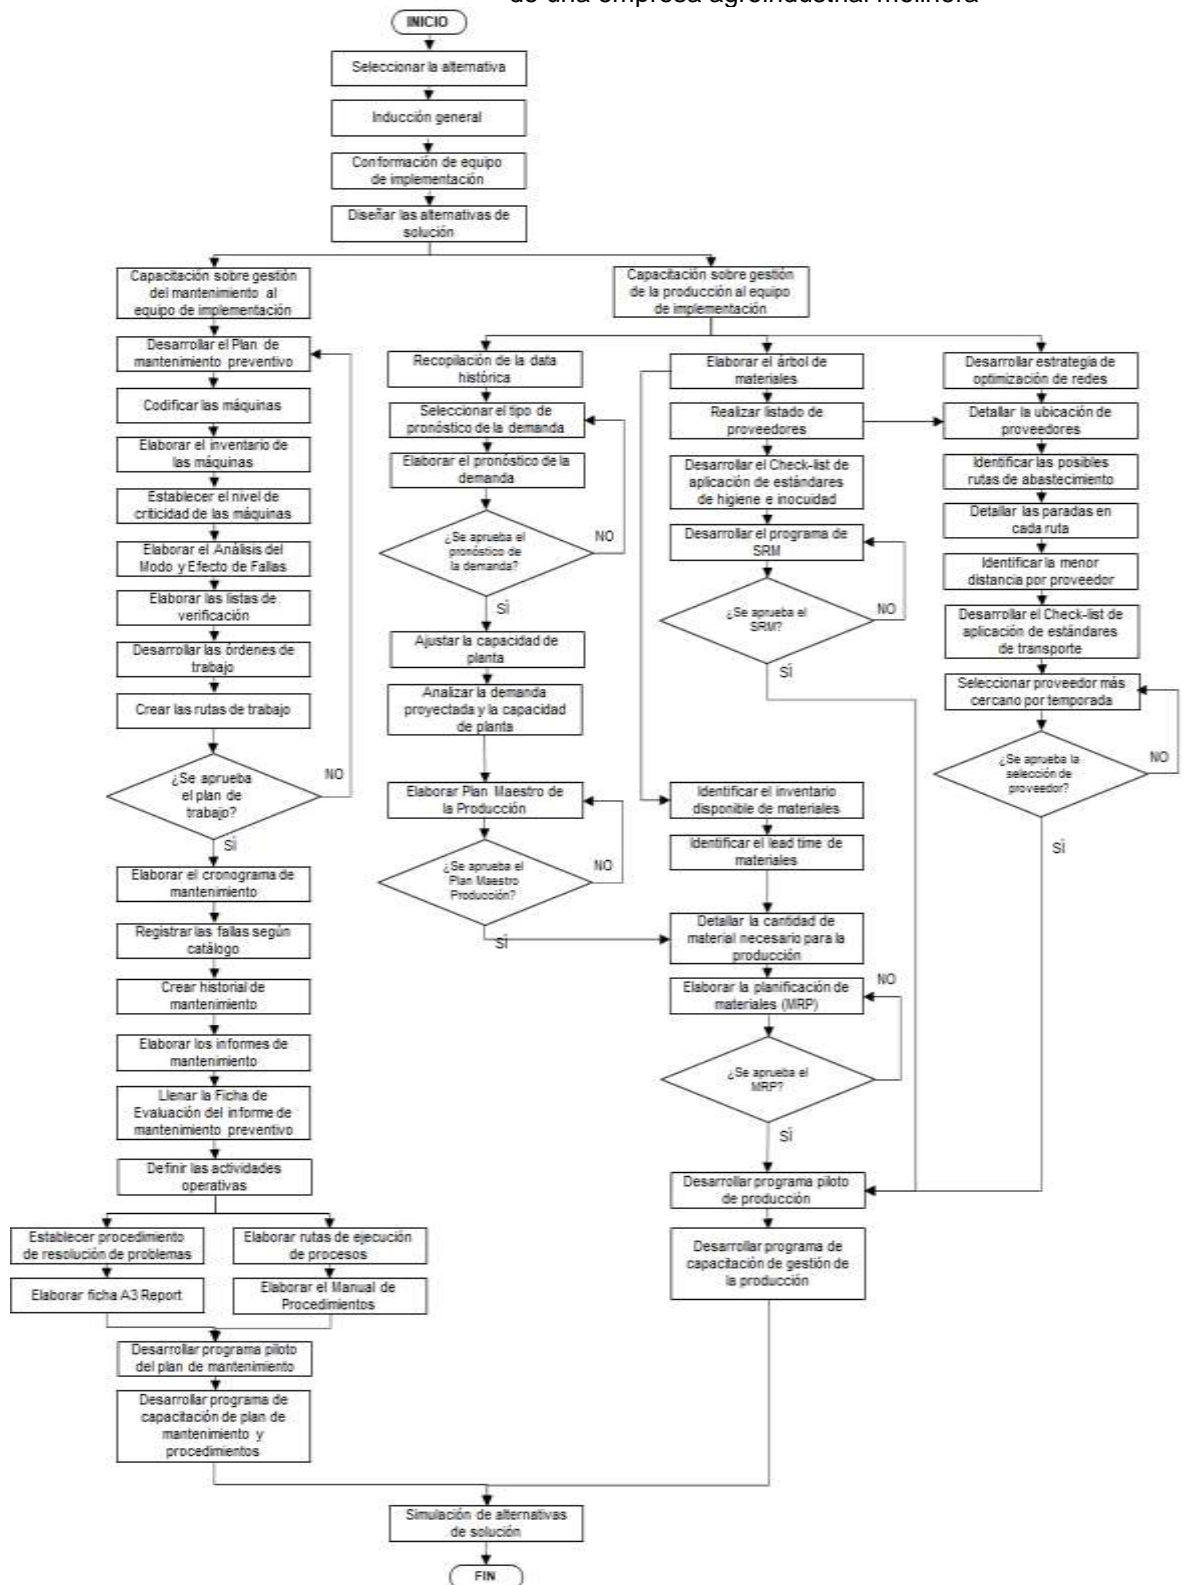 de una empresa agroindustrial molinera
INICIO
Seleccionar la alternativa
Inducción general
Conformación de equipo
de implementación
Diseñar las alternativas de
solución
Capacitación sobre gestión
del mantenimiento al
equipo de implementación
Desarrollar el Plan de
mantenimiento preventivo
Codificar las máquinas
Elaborar el inventario de
las máquinas
Establecer el nivel de
criticidad de las máquinas
Elaborar el Análisis del
Modo y Efecto de Fallas
Elaborar las listas de
verificación
Desarrollar las órdenes de
trabajo
Crear las rutas de trabajo
¿Se aprueba
el plan de
trabajo?
NO
SÍ
Elaborar el cronograma de
mantenimiento
Registrar las fallas según
catálogo
Crear historial de
mantenimiento
Elaborar los informes de
mantenimiento
Llenar la Ficha de
Evaluación del informe de
mantenimiento preventivo
Definir las actividades
operativas
Establecer procedimiento
de resolución de problemas
Elaborar ficha A3 Report
Elaborar rutas de ejecución
de procesos
Elaborar el Manual de
Procedimientos
Desarrollar programa piloto
del plan de mantenimiento
Desarrollar programa de
capacitación de plan de
mantenimiento y
procedimientos
Capacitación sobre gestión
de la producción al equipo
de implementación
Recopilación de la data
histórica
Seleccionar el tipo de
pronóstico de la demanda
Elaborar el pronóstico de la
demanda
¿Se aprueba el
pronóstico de
la demanda?
NO
SÍ
Ajustar la capacidad de
planta
Analizar la demanda
proyectada y la capacidad
de planta
Elaborar Plan Maestro de
la Producción
¿Se aprueba el
Plan Maestro
Producción?
NO
SÍ
Elaborar el árbol de
materiales
Realizar listado de
proveedores
Desarrollar el Check-list de
aplicación de estándares
de higiene e inocuidad
Desarrollar el programa de
SRM
¿Se aprueba el
SRM?
NO
SÍ
Identificar el inventario
disponible de materiales
Identificar el lead time de
materiales
Detallar la cantidad de
material necesario para la
producción
Elaborar la planificación de
materiales (MRP)
NO
¿Se aprueba el
MRP?
SÍ
Desarrollar programa piloto
de producción
Desarrollar programa de
capacitación de gestión de
la producción
Desarrollar estrategia de
optimización de redes
Detallar la ubicación de
proveedores
Identificar las posibles
rutas de abastecimiento
Detallar las paradas en
cada ruta
Identificar la menor
distancia por proveedor
Desarrollar el Check-list de
aplicación de estándares
de transporte
Seleccionar proveedor más
cercano por temporada
¿Se aprueba la
selección de
proveedor?
NO
SÍ
Simulación de alternativas
de solución
FIN